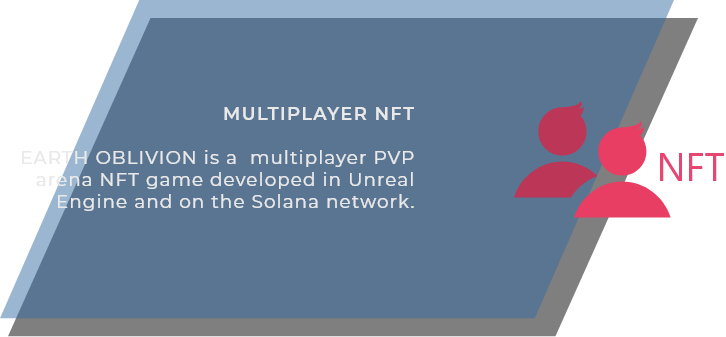 MULTIPLAYER NFT
EARTH OBLIVION is a  multiplayer PVP
arena NFT game developed in Unreal
Engine and on the Solana network.
NFT